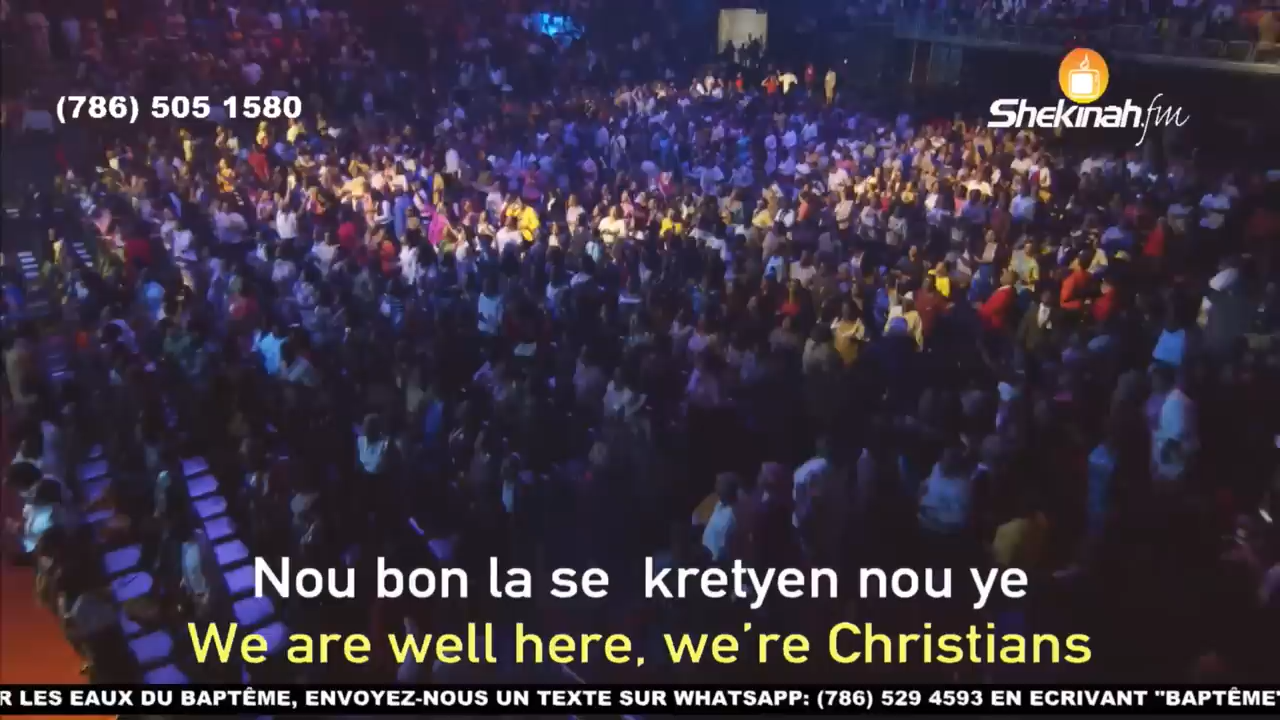 (786) 505 1580
Shekinah.fm
Nou bon la se kretyen nou ye
We are well here, we're Christians
R LES EAUX DU BAPTÊME, ENVOYEZ-NOUS UN TEXTE SUR WHATSAPP: (786) 529 4593 EN ECRIVANT "BAPTÊME"